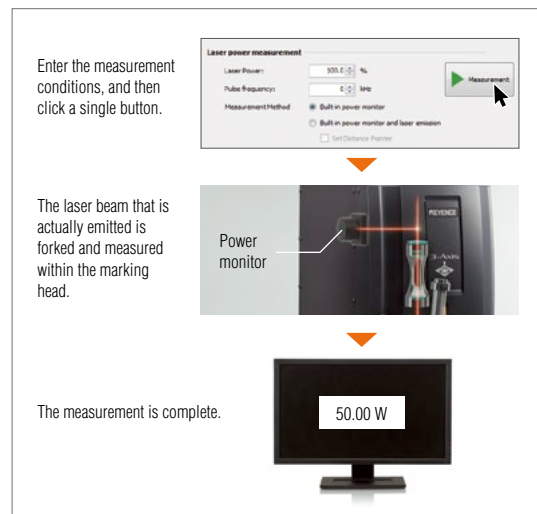 Enter the measurement
conditions, and then
click a single button.
Laser power measurement
Laser Power:
100.0 %
Pulse frequency:
0 kHz
Measurement Method
Built-in power monitor
Built-in power monitor and laser emission
Set Distance Pointer
Measurement
The laser beam that is
actually emitted is
forked and measured
within the marking
head.
Power
monitor
KEYENCE
3-Axis
The measurement is complete.
50.00 W